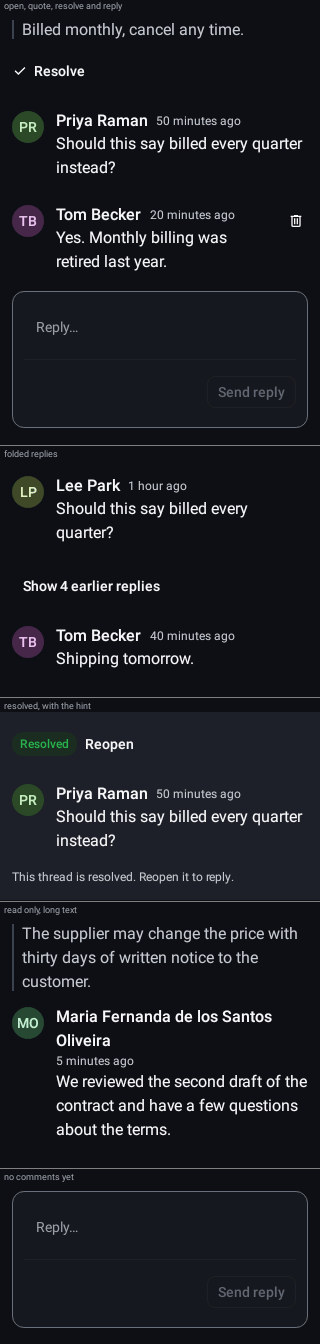 open, quote, resolve and reply
Billed monthly, cancel any time.
Resolve
PR
Priya Raman 50 minutes ago
Should this say billed every quarter
instead?
TB
Tom Becker 20 minutes ago
Yes. Monthly billing was
retired last year.
Reply…
Send reply
folded replies
LP
Lee Park 1 hour ago
Should this say billed every
quarter?
Show 4 earlier replies
TB
Tom Becker 40 minutes ago
Shipping tomorrow.
resolved, with the hint
Resolved Reopen
PR
Priya Raman 50 minutes ago
Should this say billed every quarter
instead?
This thread is resolved. Reopen it to reply.
read only, long text
The supplier may change the price with
thirty days of written notice to the
customer.
MO
Maria Fernanda de los Santos
Oliveira
5 minutes ago
We reviewed the second draft of the
contract and have a few questions
about the terms.
no comments yet
Reply…
Send reply